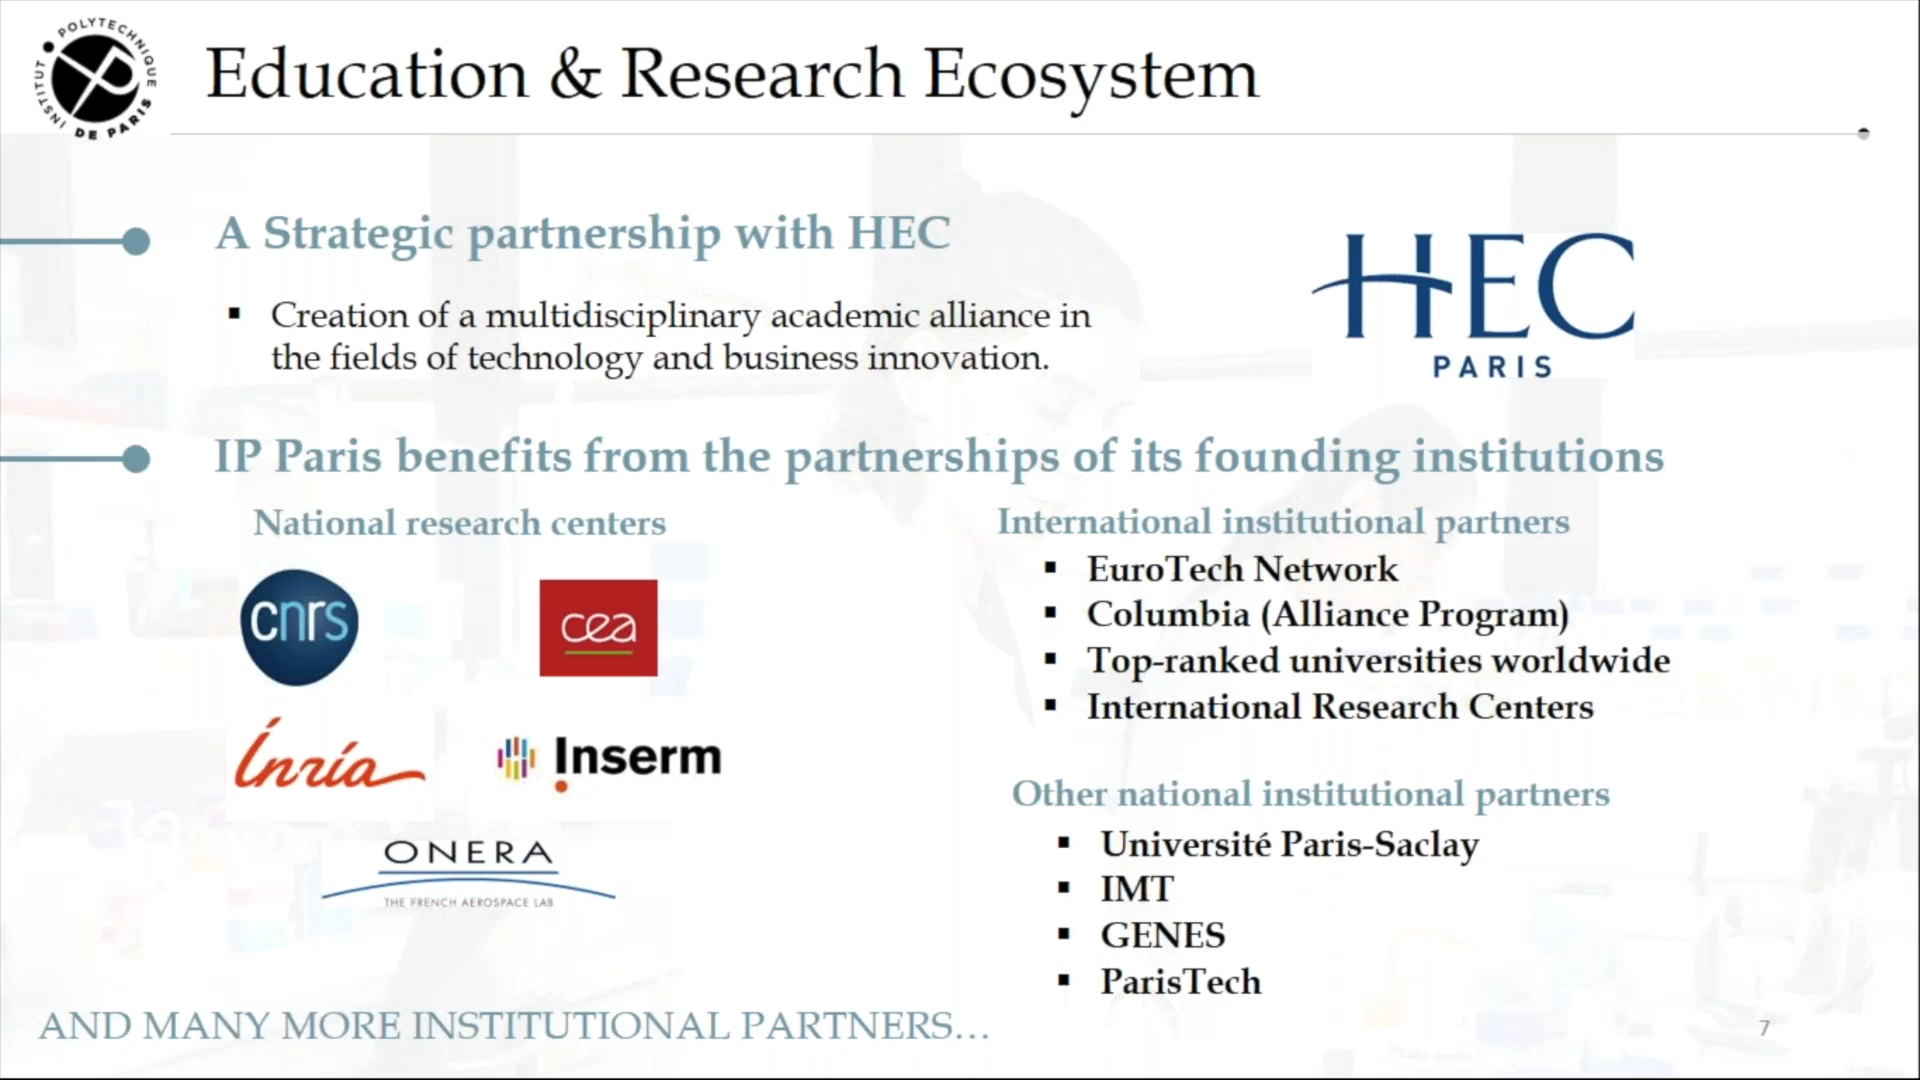 INSTITUT POLYTECHNIQUE DE PARIS
Education & Research Ecosystem
A Strategic partnership with HEC
▪ Creation of a multidisciplinary academic alliance in
the fields of technology and business innovation.
HEC
PARIS
IP Paris benefits from the partnerships of its founding institutions
National research centers
cnrs
cea
Inría
Inserm
ONERA
THE FRENCH AEROSPACE LAB
International institutional partners
▪ EuroTech Network
▪ Columbia (Alliance Program)
▪ Top-ranked universities worldwide
▪ International Research Centers
Other national institutional partners
▪ Université Paris-Saclay
▪ IMT
▪ GENES
▪ ParisTech
AND MANY MORE INSTITUTIONAL PARTNERS…
7